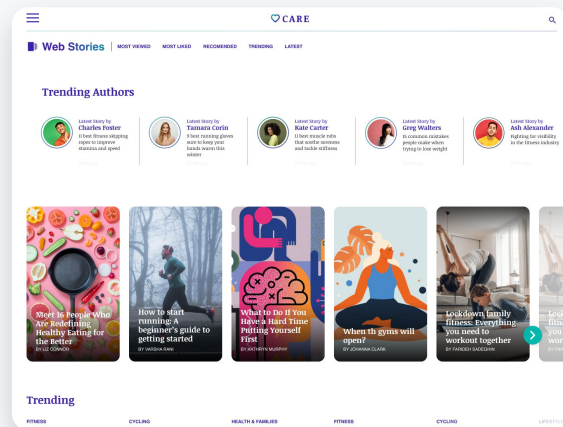 CARE
Web Stories
MOST VIEWED
MOST LIKED
RECOMENDED
TRENDING
LATEST
Trending Authors
Latest Story by
Charles Foster
11 best fitness skipping
ropes to improve
stamina and speed
Latest Story by
Tamara Corin
9 best running gloves
sure to keep your
hands warm this
winter
Latest Story by
Kate Carter
11 best muscle rubs
that soothe soreness
and tackle stiffness
Latest Story by
Greg Walters
15 common mistakes
people make when
trying to lose weight
Latest Story by
Ash Alexander
Fighting for visibility
in the fitness industry
Meet 16 People Who
Are Redefining
Healthy Eating for
the Better
BY LIZ CONNOR
How to start
running: A
beginner's guide to
getting started
BY VARSHA RANI
What to Do If You
Have a Hard Time
Putting Yourself
First
BY KATHRYN MURPHY
When th gyms will
open?
BY JOHANNA CLARK
Lockdown family
fitness: Everything
you need to
workout together
BY FARIDEH SADEGHIN
Trending
FITNESS
CYCLING
HEALTH & FAMILIES
FITNESS
CYCLING